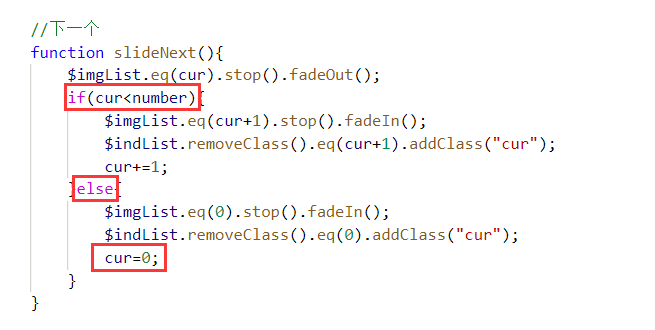 //下一个
function slideNext(){
$imgList.eq(cur).stop().fadeOut();
if(cur<number){
$imgList.eq(cur+1).stop().fadeIn();
$indList.removeClass().eq(cur+1).addClass("cur");
cur+=1;
}else{
$imgList.eq(0).stop().fadeIn();
$indList.removeClass().eq(0).addClass("cur");
cur=0;
}
}